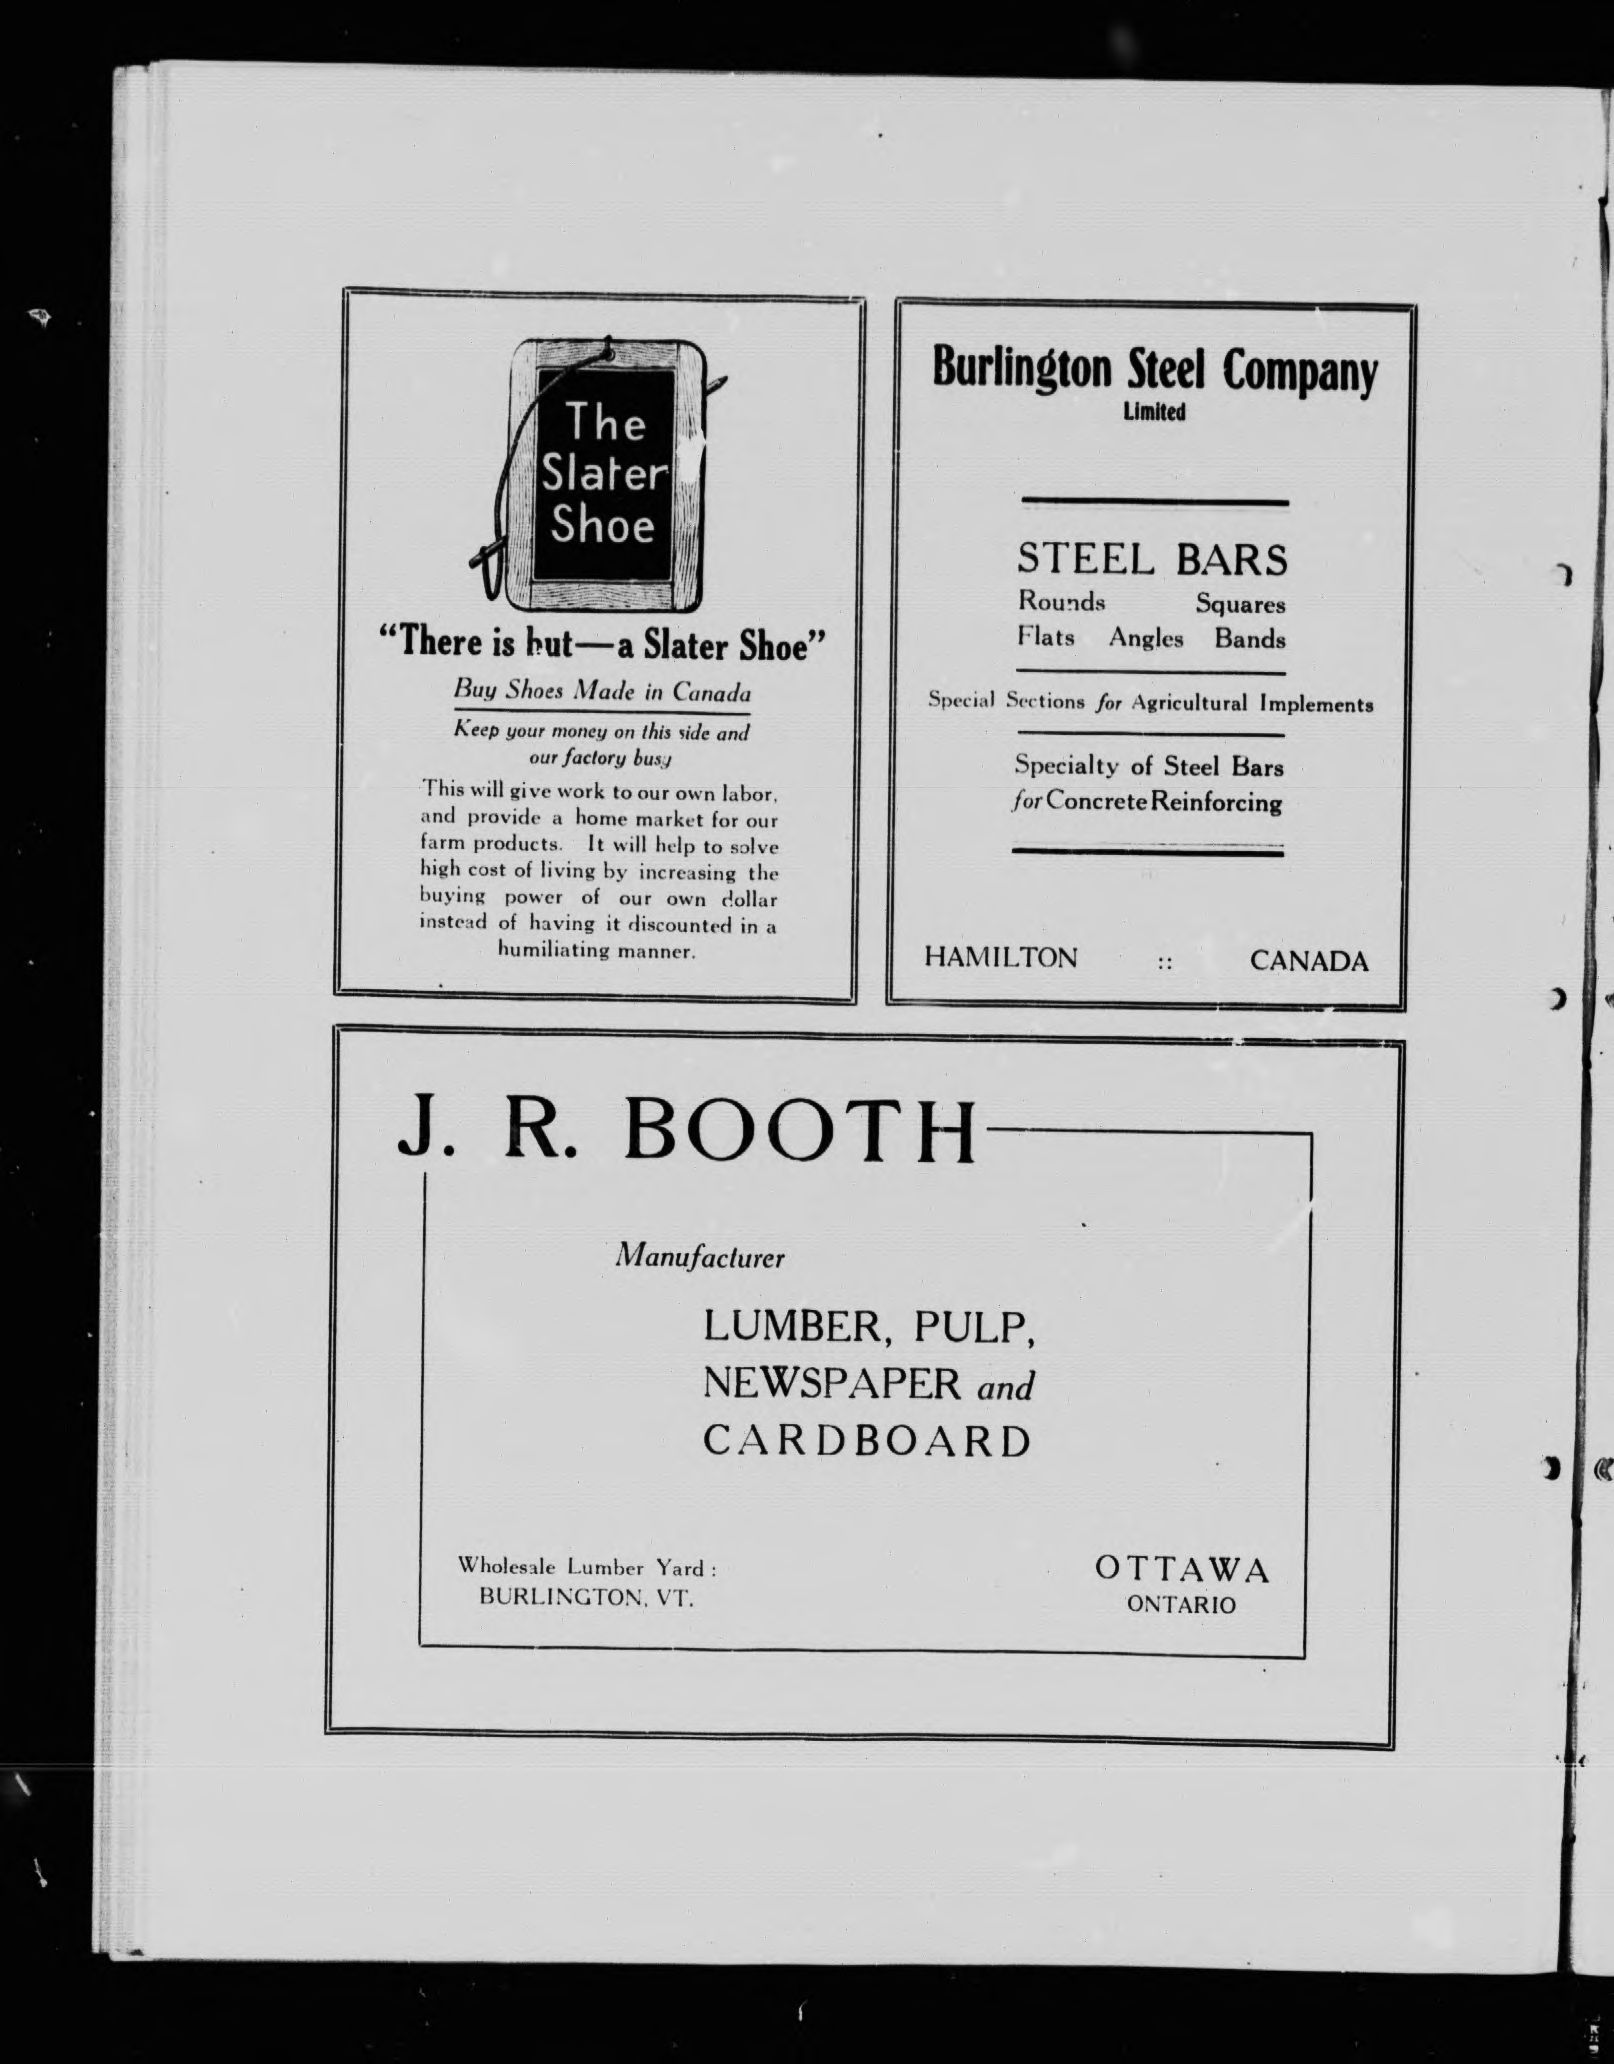 The
Slater
Shoe
“There is but—a Slater Shoe”
Buy Shoes Made in Canada
Keep your money on this side and
our factory busy
This will give work to our own labor,
and provide a home market for our
farm products. It will help to solve
high cost of living by increasing the
buying power of our own dollar
instead of having it discounted in a
humiliating manner.
Burlington Steel Company
Limited
STEEL BARS
Rounds Squares
Flats Angles Bands
Special Sections for Agricultural Implements
Specialty of Steel Bars
for Concrete Reinforcing
HAMILTON :: CANADA
J. R. BOOTH
Manufacturer
LUMBER, PULP,
NEWSPAPER and
CARDBOARD
Wholesale Lumber Yard :
BURLINGTON, VT.
OTTAWA
ONTARIO